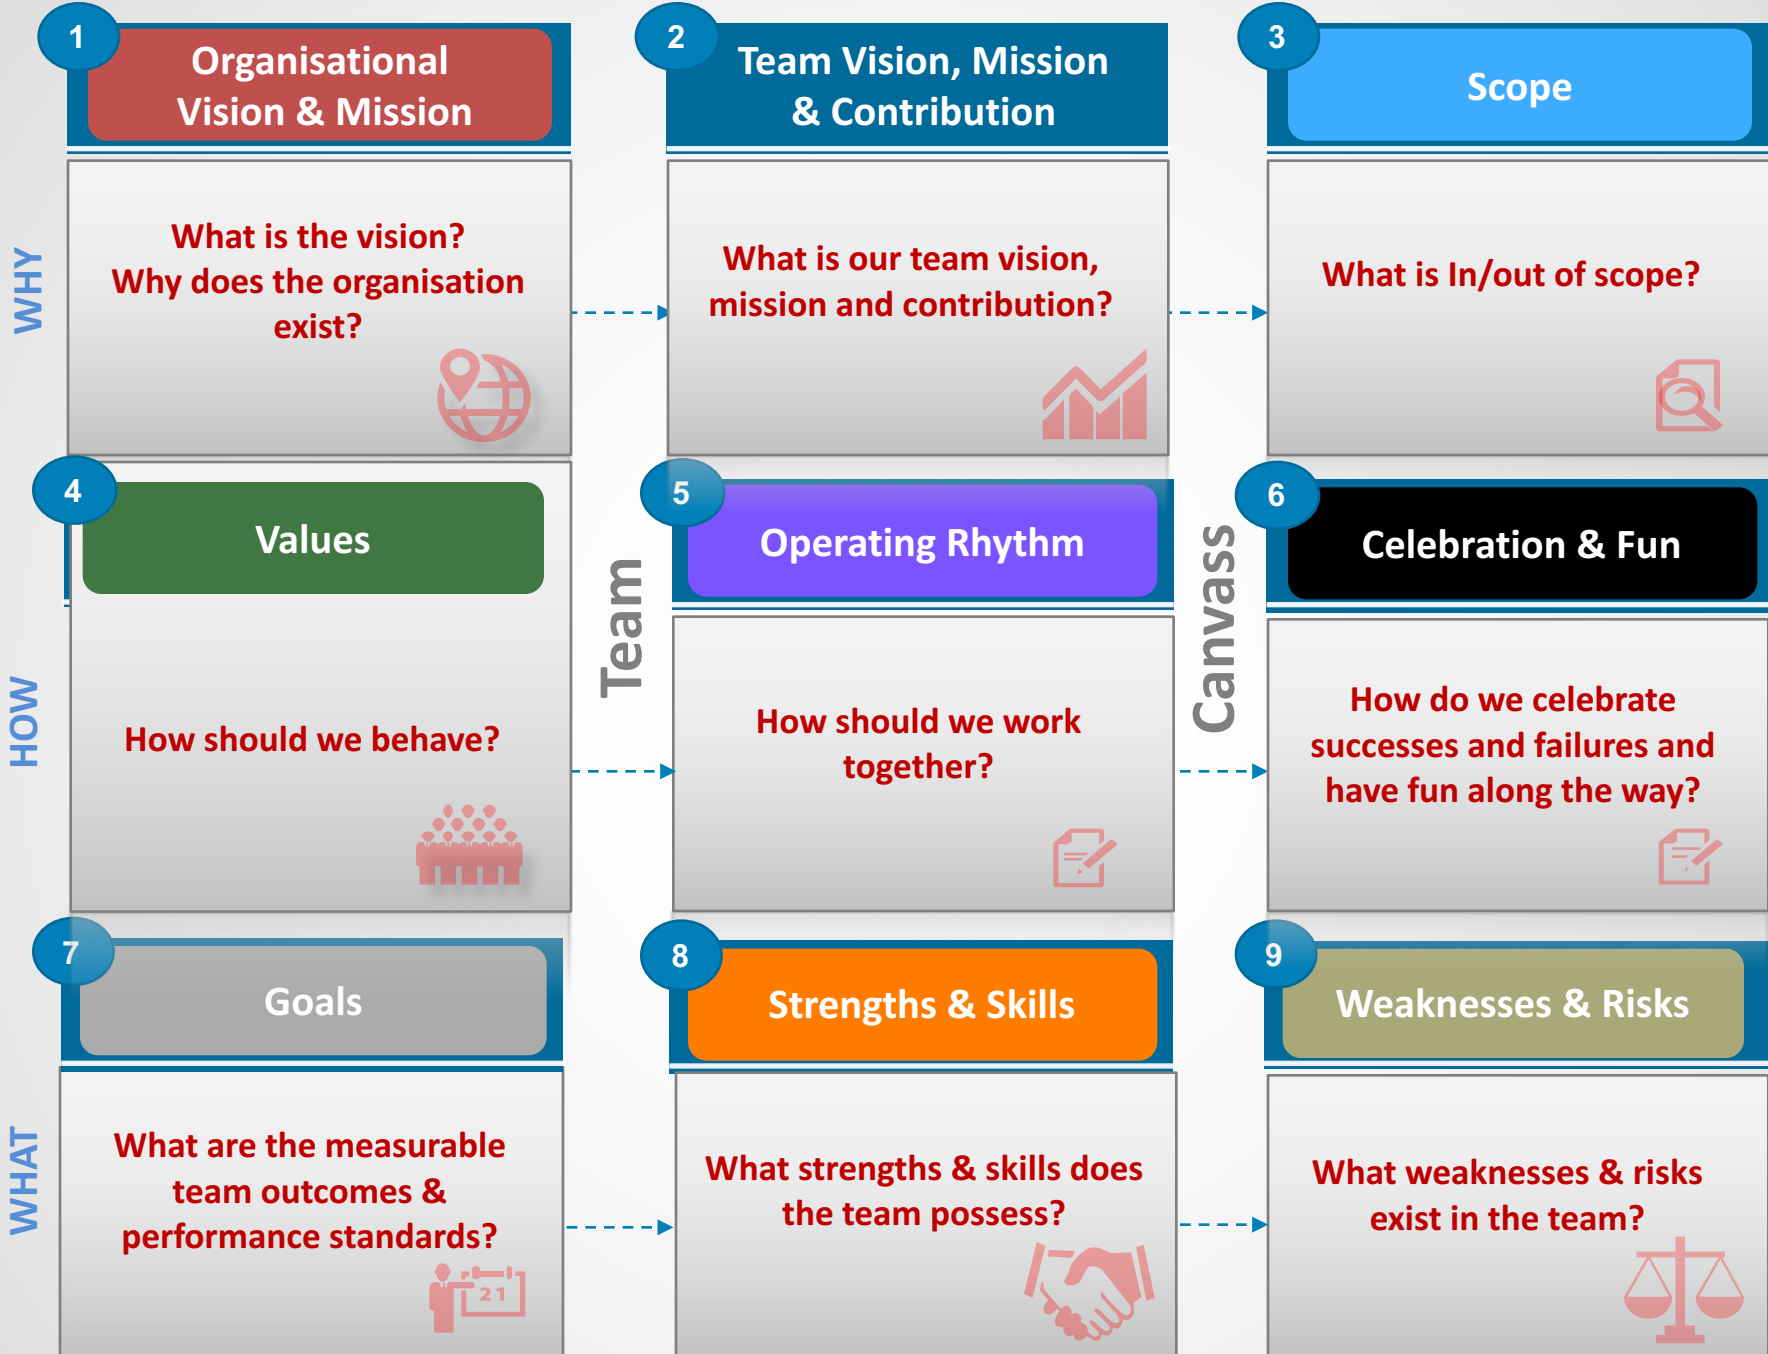 1
Organisational
Vision & Mission
2
Team Vision, Mission
& Contribution
3
Scope
WHY
What is the vision?
Why does the organisation
exist?
What is our team vision,
mission and contribution?
What is In/out of scope?
4
Values
Team
5
Operating Rhythm
Canvass
6
Celebration & Fun
HOW
How should we behave?
How should we work
together?
How do we celebrate
successes and failures and
have fun along the way?
7
Goals
8
Strengths & Skills
9
Weaknesses & Risks
WHAT
What are the measurable
team outcomes &
performance standards?
21
What strengths & skills does
the team possess?
What weaknesses & risks
exist in the team?